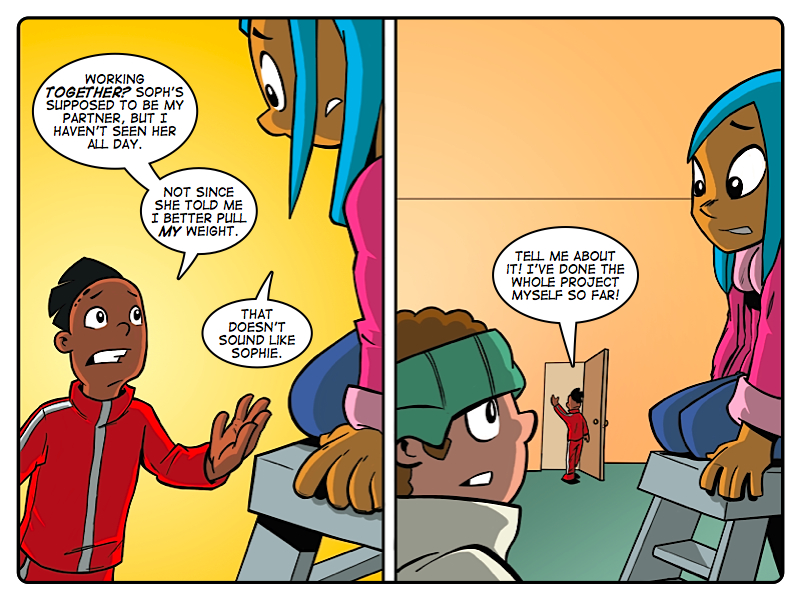 WORKING
TOGETHER? SOPH'S
SUPPOSED TO BE MY
PARTNER, BUT I
HAVEN'T SEEN HER
ALL DAY.
NOT SINCE
SHE TOLD ME
I BETTER PULL
MY WEIGHT.
THAT
DOESN'T
SOUND LIKE
SOPHIE.
TELL ME ABOUT
IT! I'VE DONE THE
WHOLE PROJECT
MYSELF SO FAR!